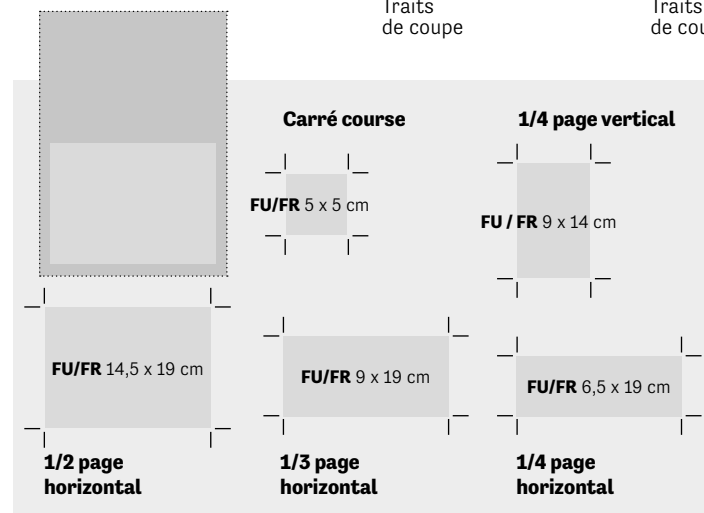 Traits
de coupe
Traits
de cou
Carré course
1/4 page vertical
FU/FR 5 x 5 cm
FU / FR 9 x 14 cm
FU/FR 14,5 x 19 cm
FU/FR 9 x 19 cm
FU/FR 6,5 x 19 cm
1/2 page
horizontal
1/3 page
horizontal
1/4 page
horizontal